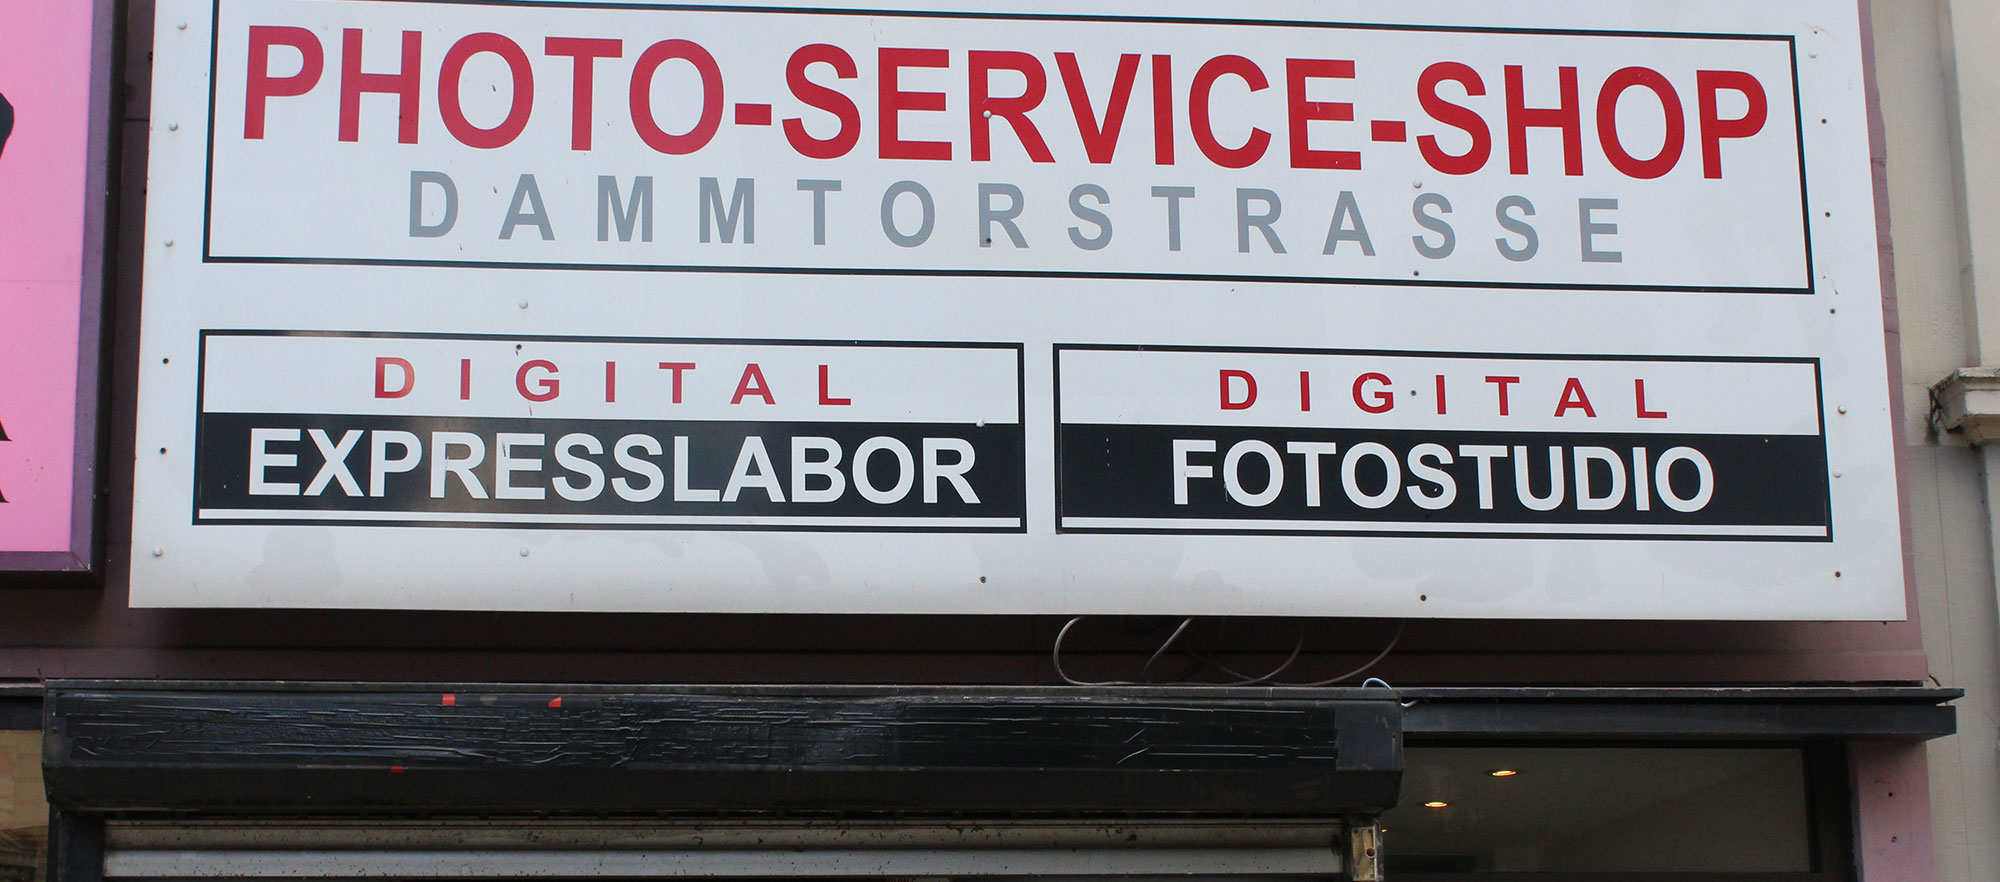 PHOTO-SERVICE-SHOP
DAMMTORSTRASSE
DIGITAL
EXPRESSLABOR
DIGITAL
FOTOSTUDIO